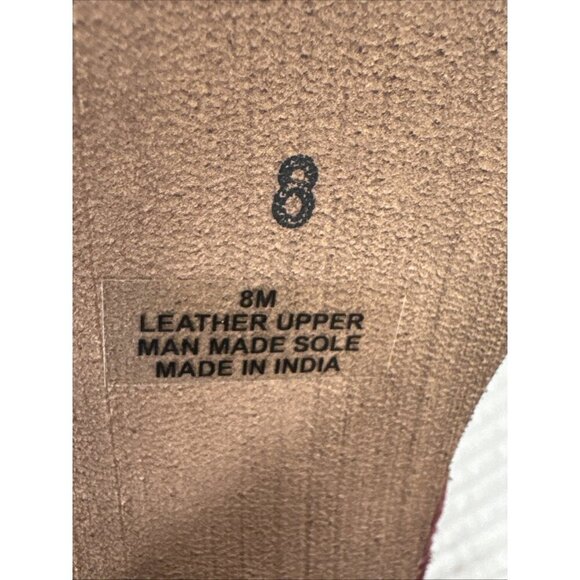 8
8M
LEATHER UPPER
MAN MADE SOLE
MADE IN INDIA